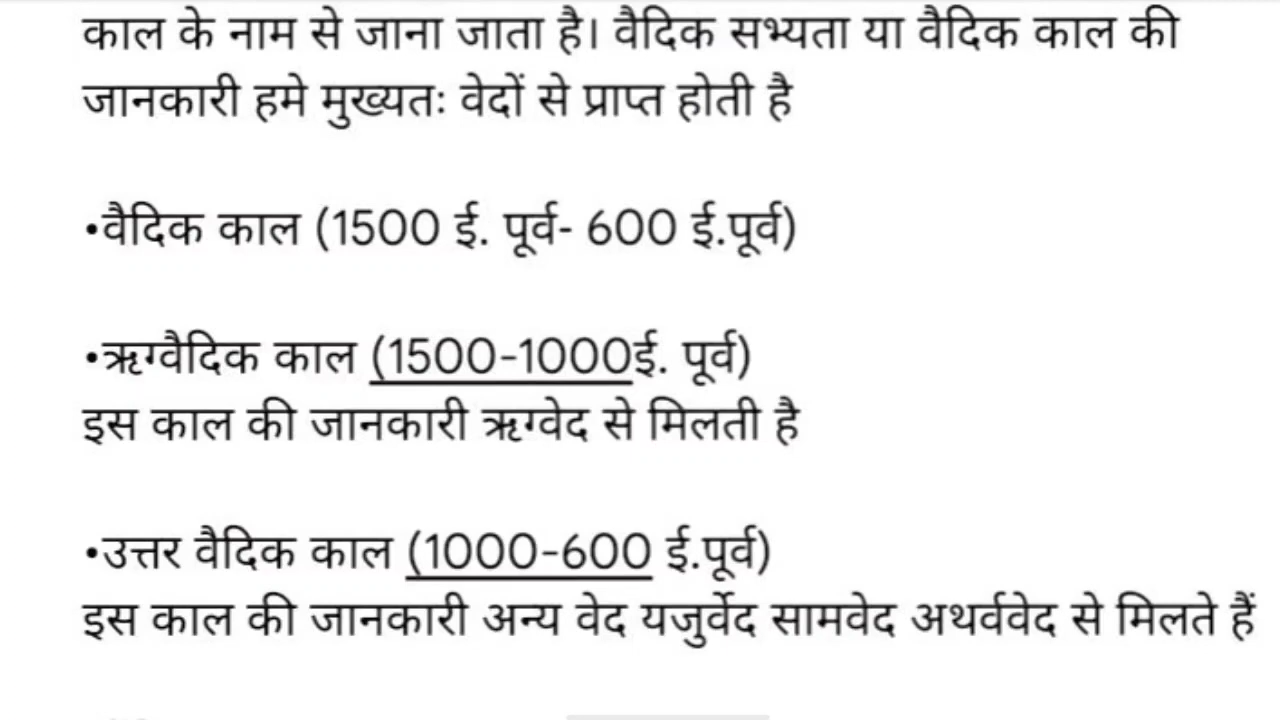 काल के नाम से जाना जाता है। वैदिक सभ्यता या वैदिक काल की
जानकारी हमे मुख्यतः वेदों से प्राप्त होती है
•वैदिक काल (1500 ई. पूर्व- 600 ई.पूर्व)
•ऋग्वैदिक काल (1500-1000ई. पूर्व)
इस काल की जानकारी ऋग्वेद से मिलती है
•उत्तर वैदिक काल (1000-600 ई.पूर्व)
इस काल की जानकारी अन्य वेद यजुर्वेद सामवेद अथर्ववेद से मिलते हैं